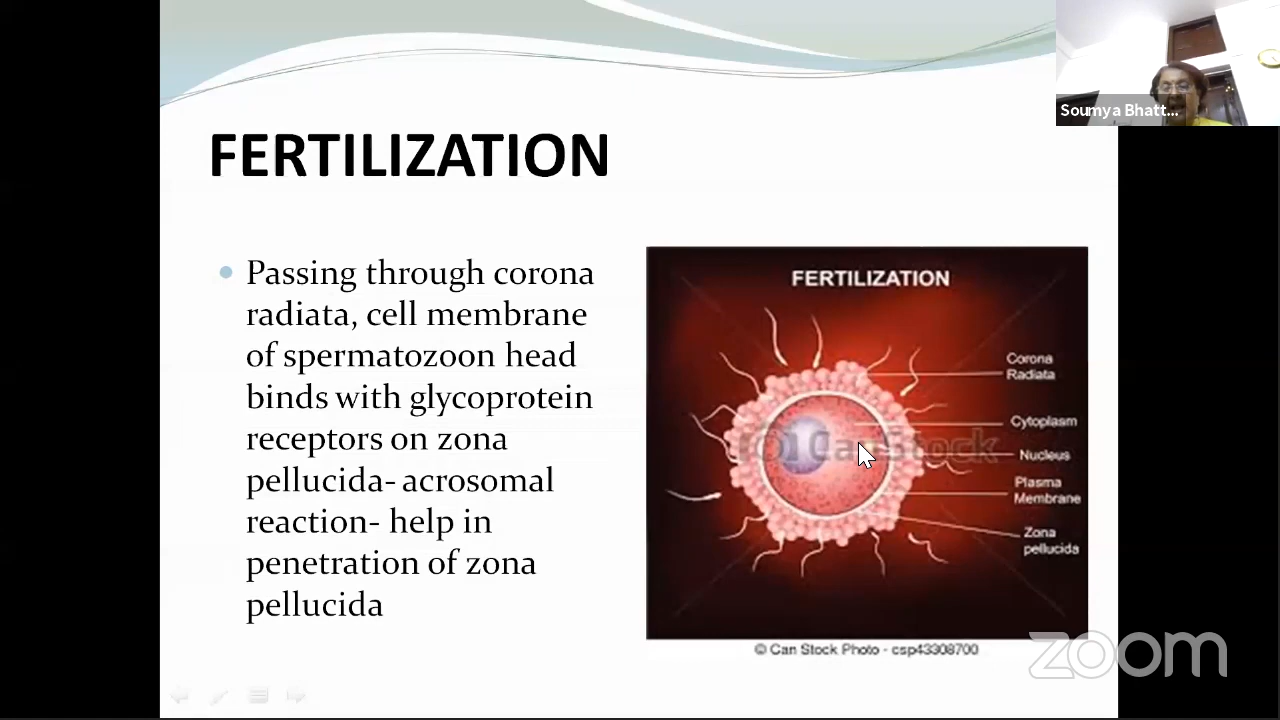 Soumya Bhatt...
FERTILIZATION
Passing through corona
radiata, cell membrane
of spermatozoon head
binds with glycoprotein
receptors on zona
pellucida- acrosomal
reaction- help in
penetration of zona
pellucida
FERTILIZATION
Corona
Radiata
Cytoplasm
Nucleus
Plasma
Membrane
Zona
pellucida
CanStock
© Can Stock Photo - csp43308700
zoom